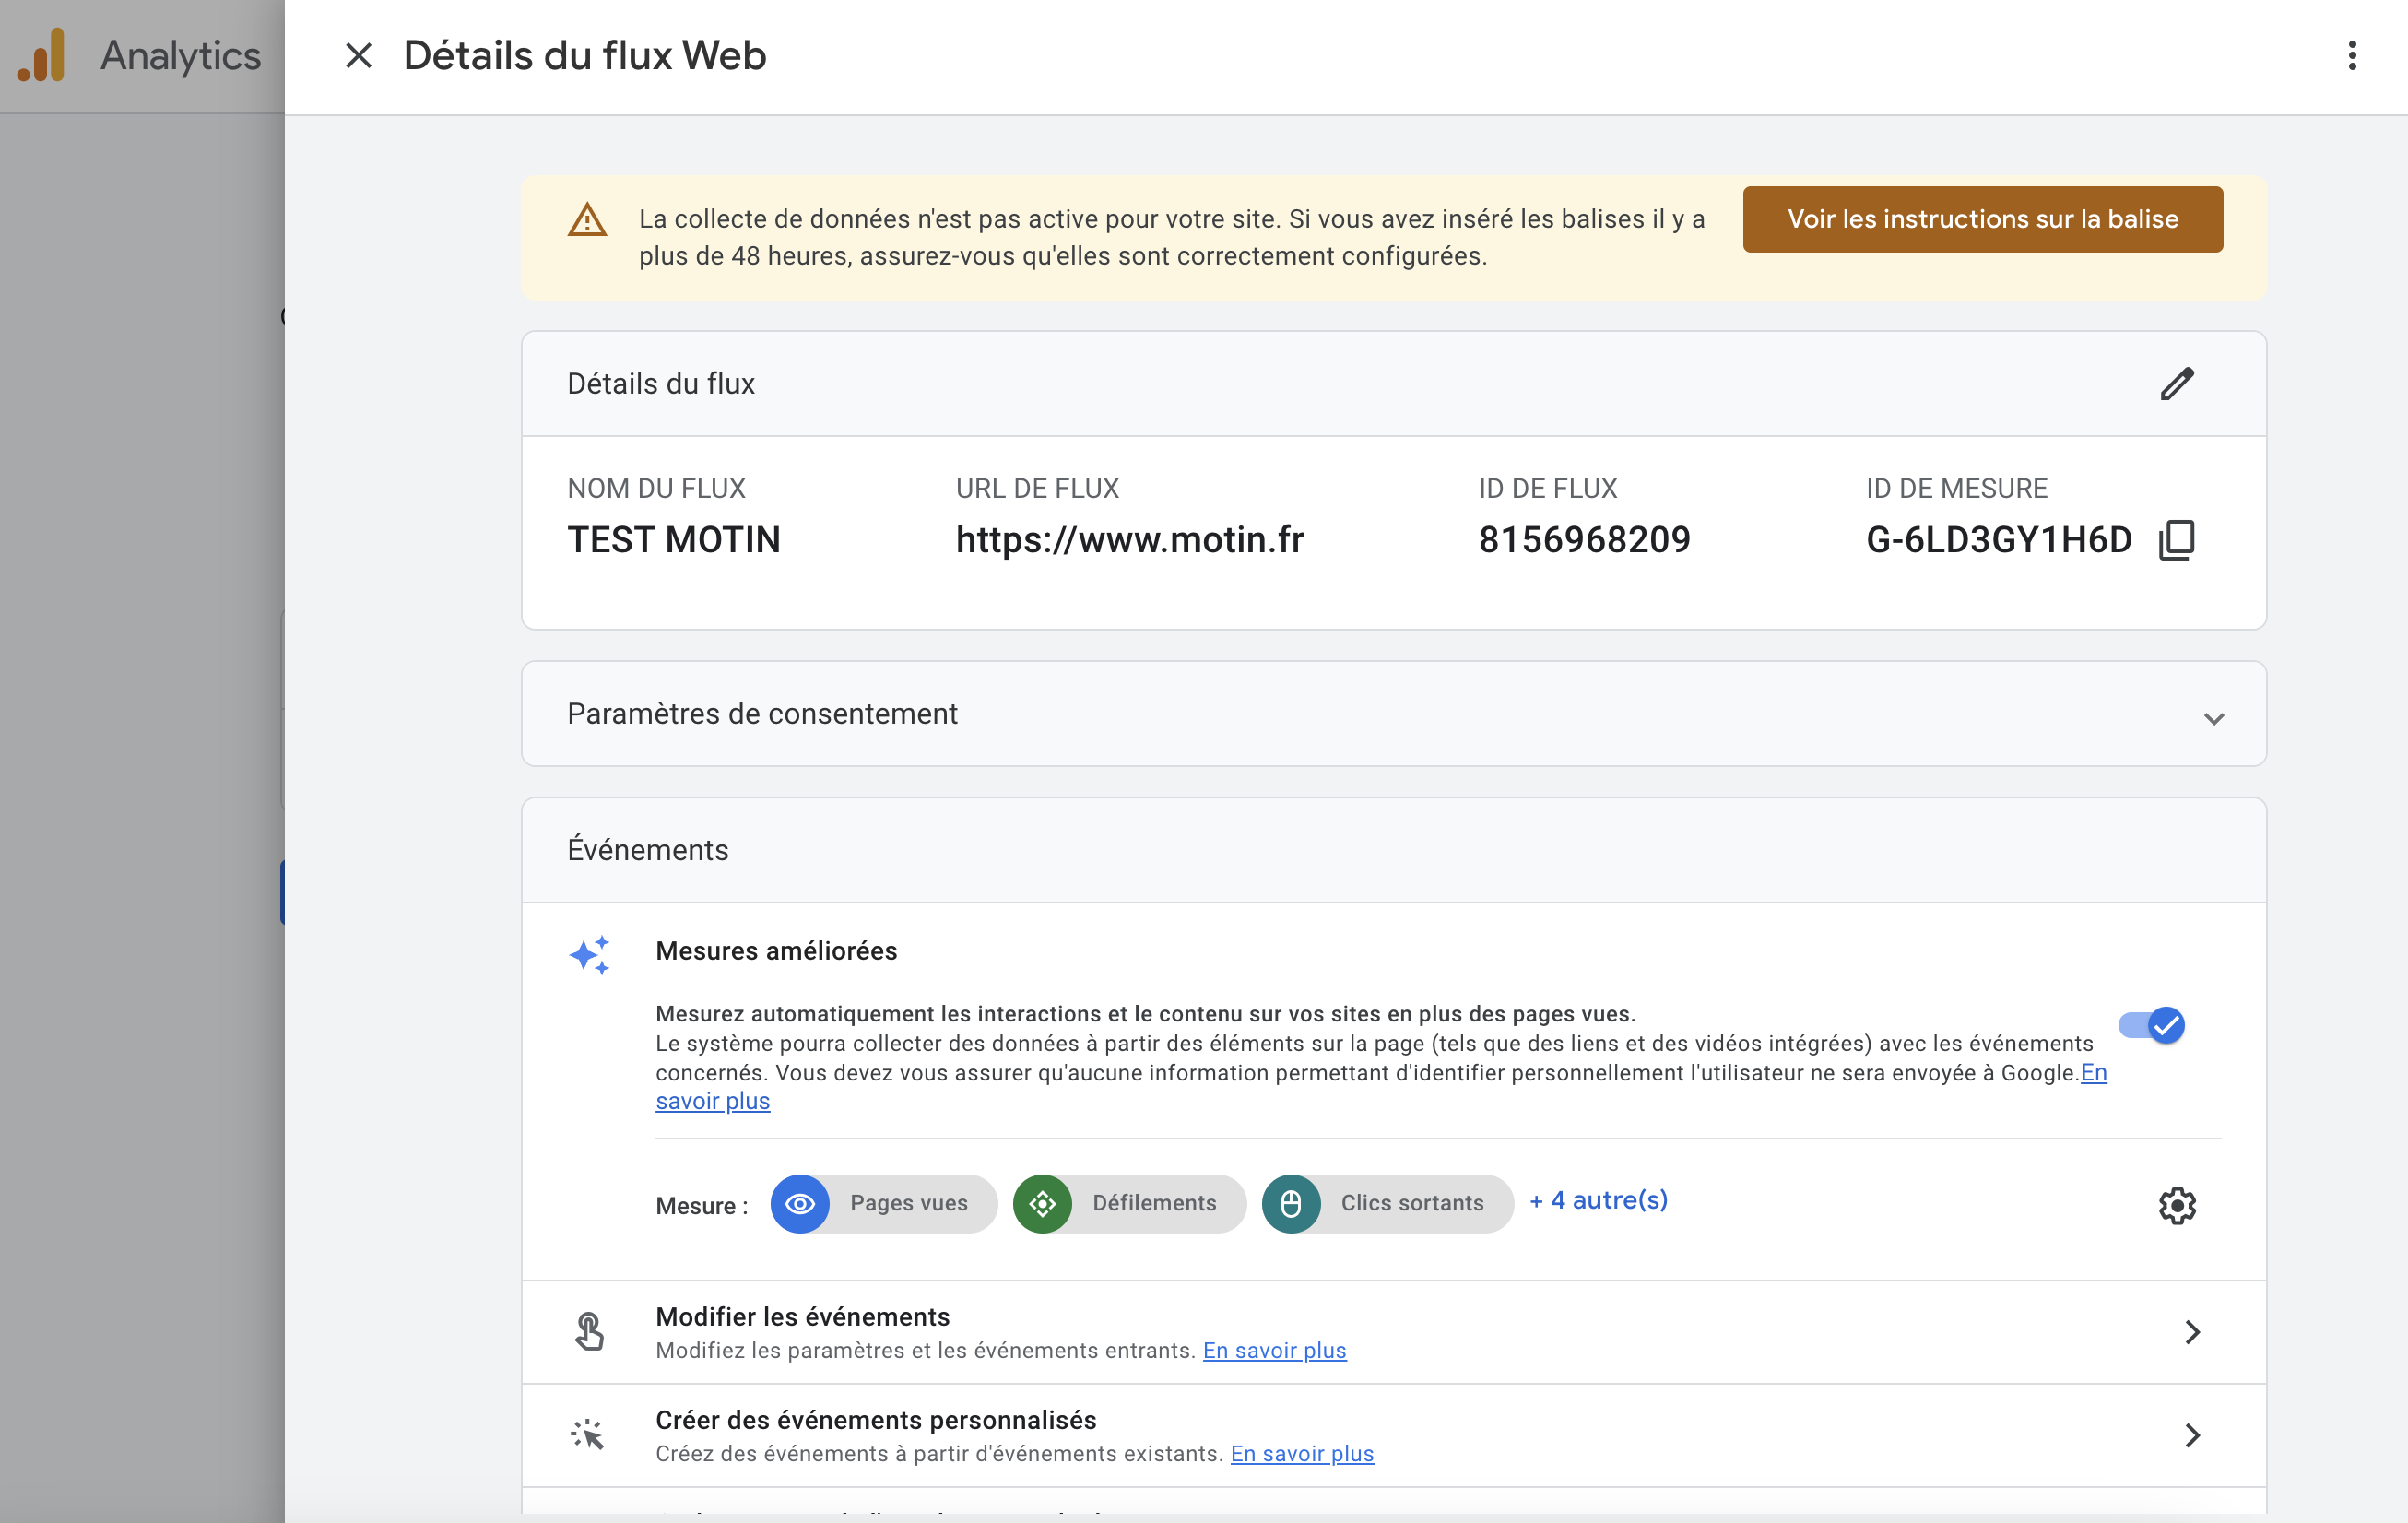 Analytics
Détails du flux Web
La collecte de données n'est pas active pour votre site. Si vous avez inséré les balises il y a
plus de 48 heures, assurez-vous qu'elles sont correctement configurées.
Voir les instructions sur la balise
Détails du flux
NOM DU FLUX
TEST MOTIN
URL DE FLUX
https://www.motin.fr
ID DE FLUX
8156968209
ID DE MESURE
G-6LD3GY1H6D
Paramètres de consentement
Événements
Mesures améliorées
Mesurez automatiquement les interactions et le contenu sur vos sites en plus des pages vues.
Le système pourra collecter des données à partir des éléments sur la page (tels que des liens et des vidéos intégrées) avec les événements
concernés. Vous devez vous assurer qu'aucune information permettant d'identifier personnellement l'utilisateur ne sera envoyée à Google.En
savoir plus
Mesure :
Pages vues
Défilements
Clics sortants
+ 4 autre(s)
Modifier les événements
Modifiez les paramètres et les événements entrants. En savoir plus
Créer des événements personnalisés
Créez des événements à partir d'événements existants. En savoir plus